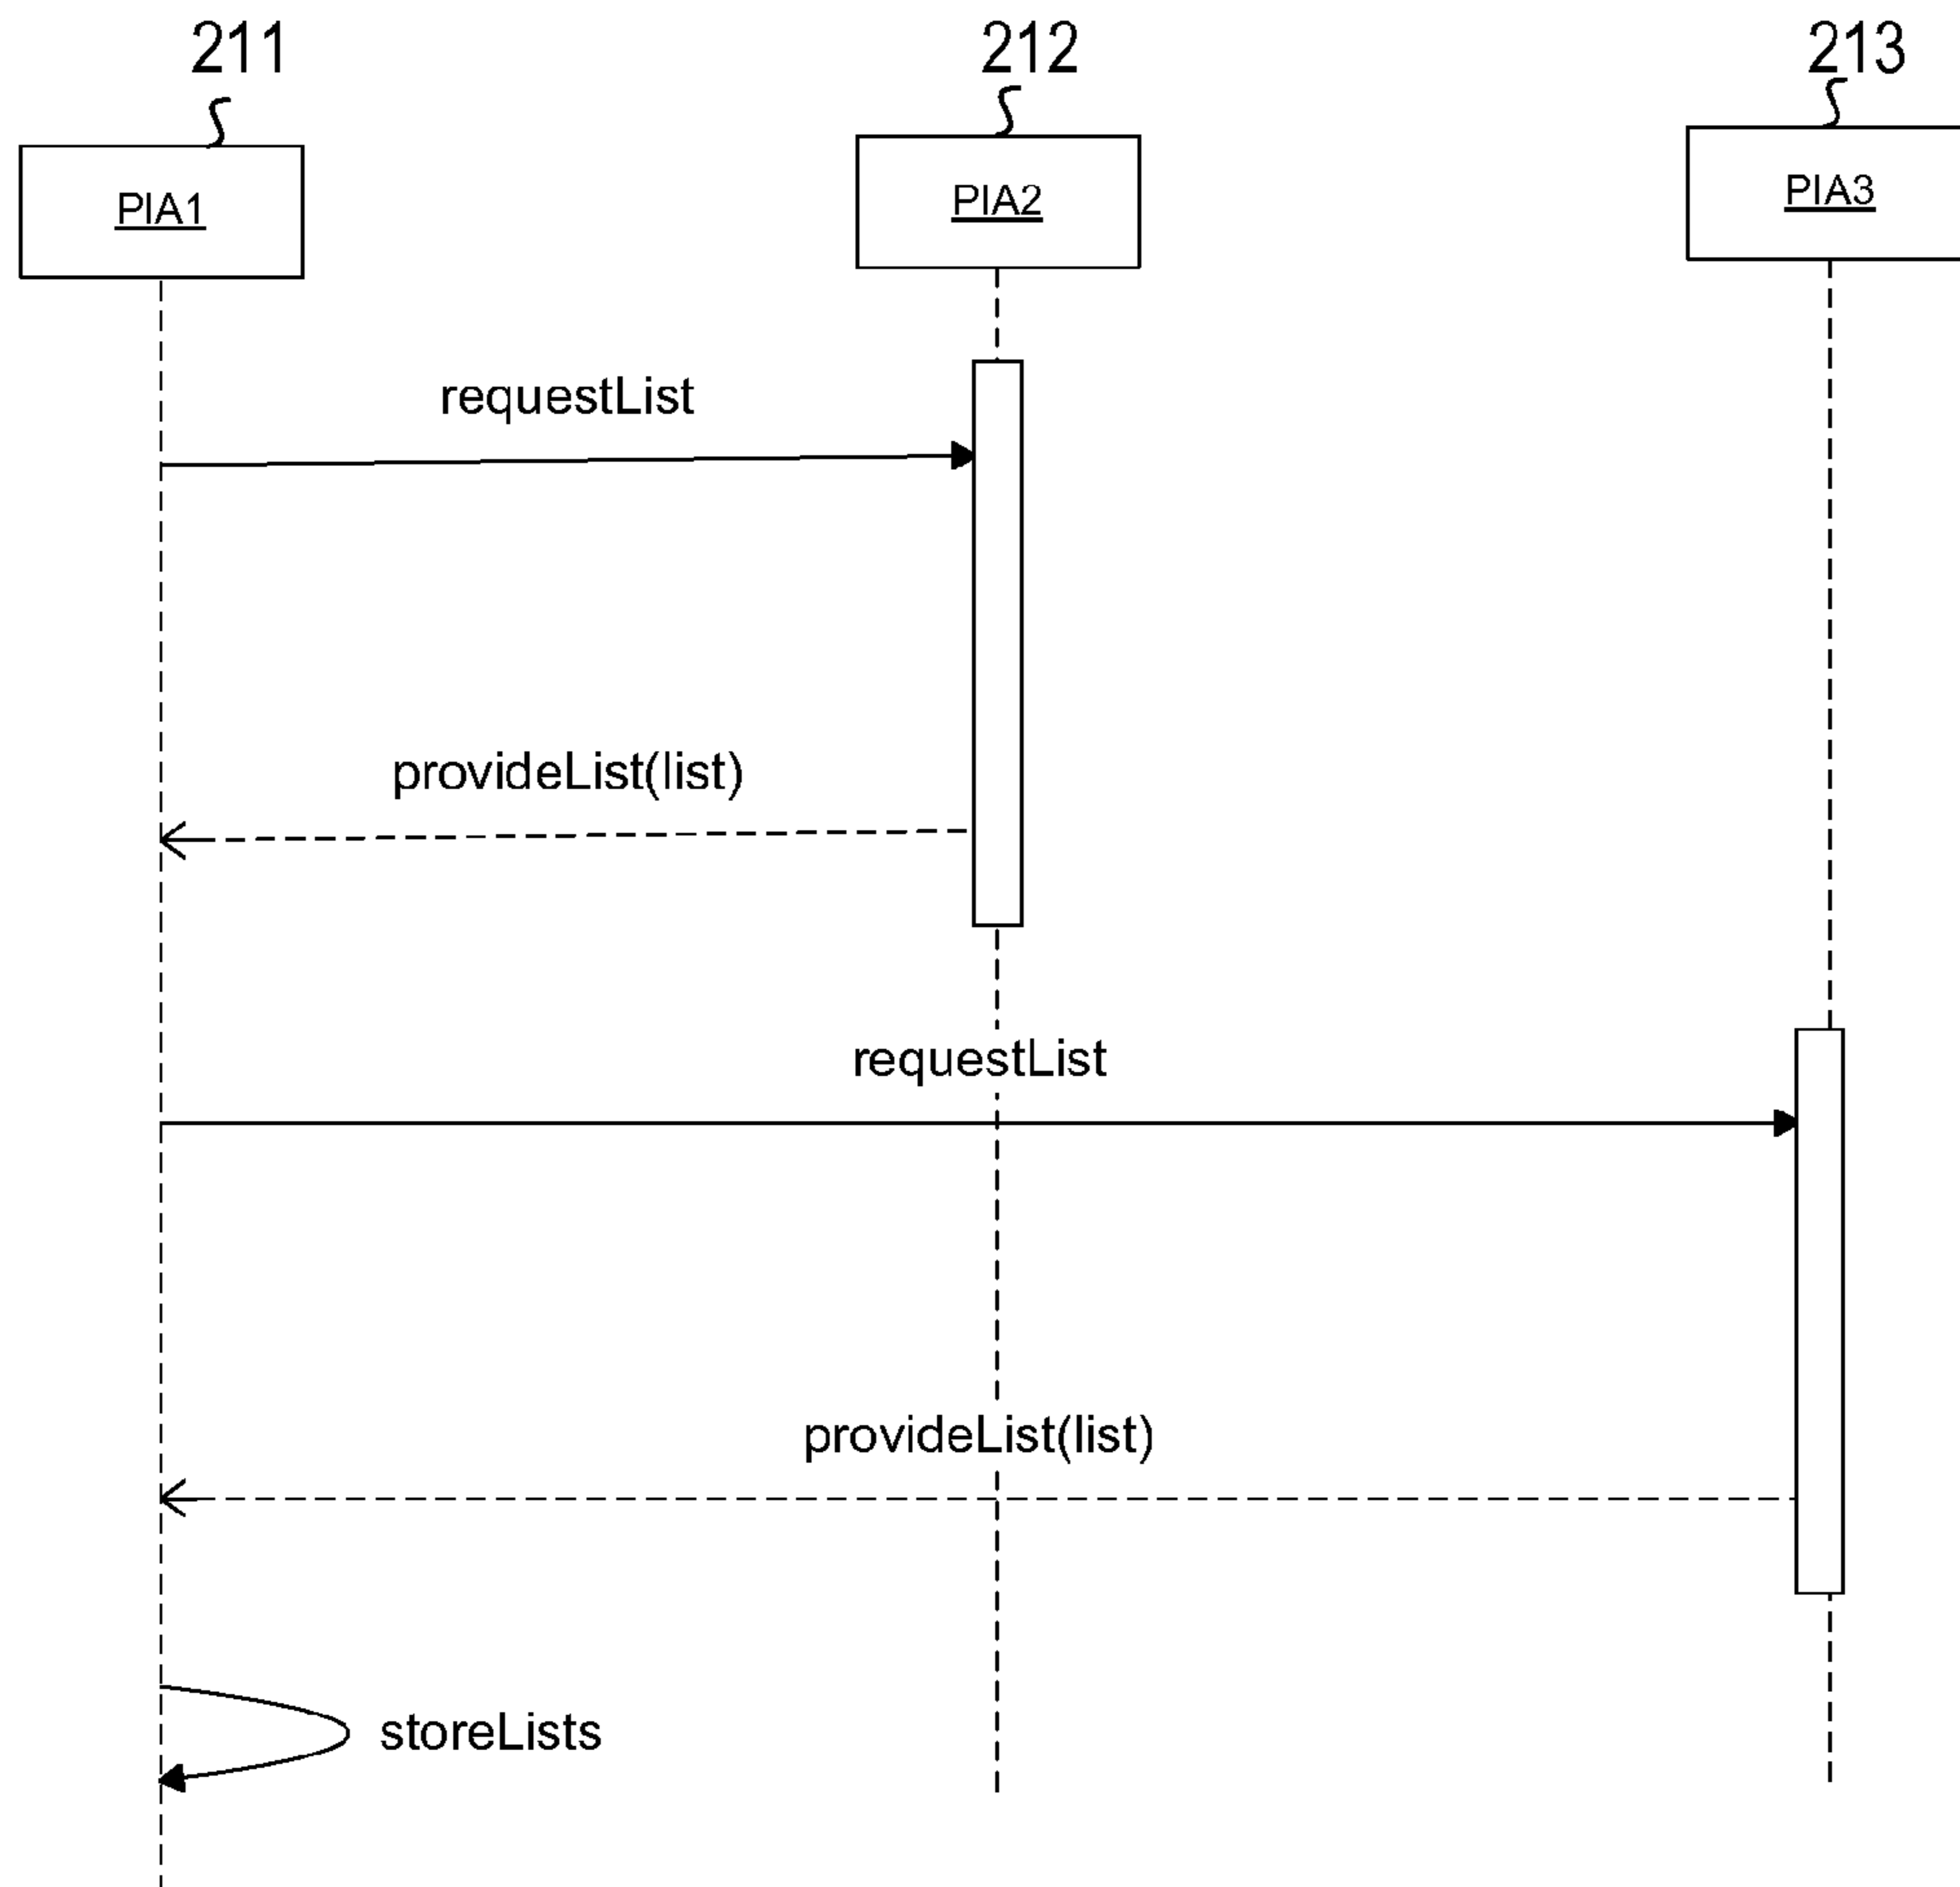 211
212
213
PIA1
PIA2
PIA3
requestList
provideList(list)
requestList
provideList(list)
storeLists